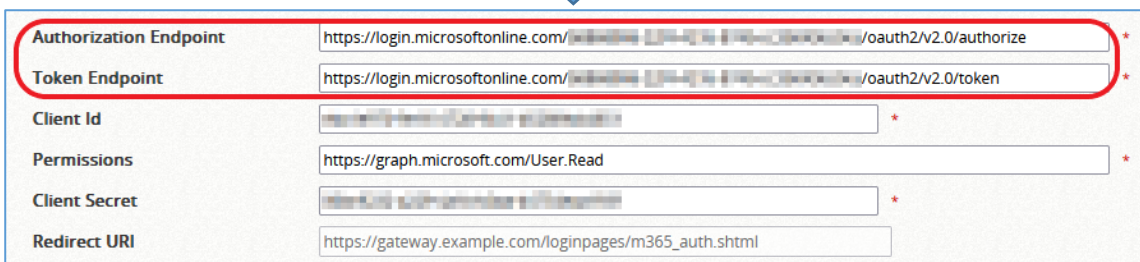 Authorization Endpoint https://login.microsoftonline.com/ /oauth2/v2.0/authorize *
Token Endpoint https://login.microsoftonline.com/ /oauth2/v2.0/token *
Client Id *
Permissions https://graph.microsoft.com/User.Read *
Client Secret *
Redirect URI https://gateway.example.com/loginpages/m365_auth.shtml